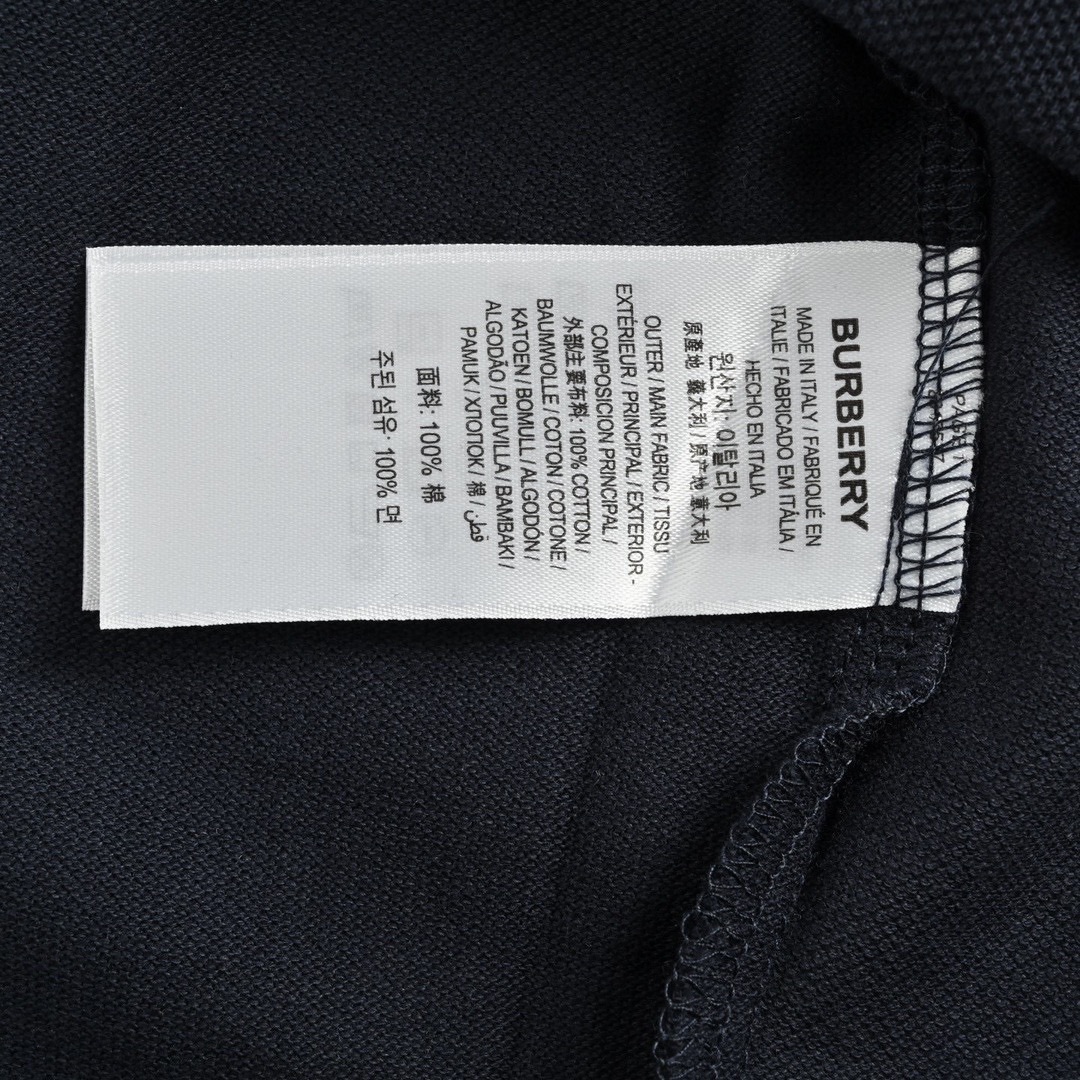 BURBERRY
MADE IN ITALY / FABRIQUÉ EN
ITALIE / FABRICADO EM ITÁLIA /
HECHO EN ITALIA
원산지: 이탈리아
原產地 義大利 / 原产地 意大利
OUTER / MAIN FABRIC / TISSU
EXTÉRIEUR / PRINCIPAL / EXTERIOR -
COMPOSICION PRINCIPAL /
外部主要布料: 100% COTTON /
BAUMWOLLE / COTON / COTONE /
KATOEN / BOMULL / ALGODÓN /
ALGODÃO / PUUVILLA / BAMBAKI /
PAMUK / ХЛОПОК / 棉 / قطن
面料: 100% 棉
주된 섬유: 100% 면